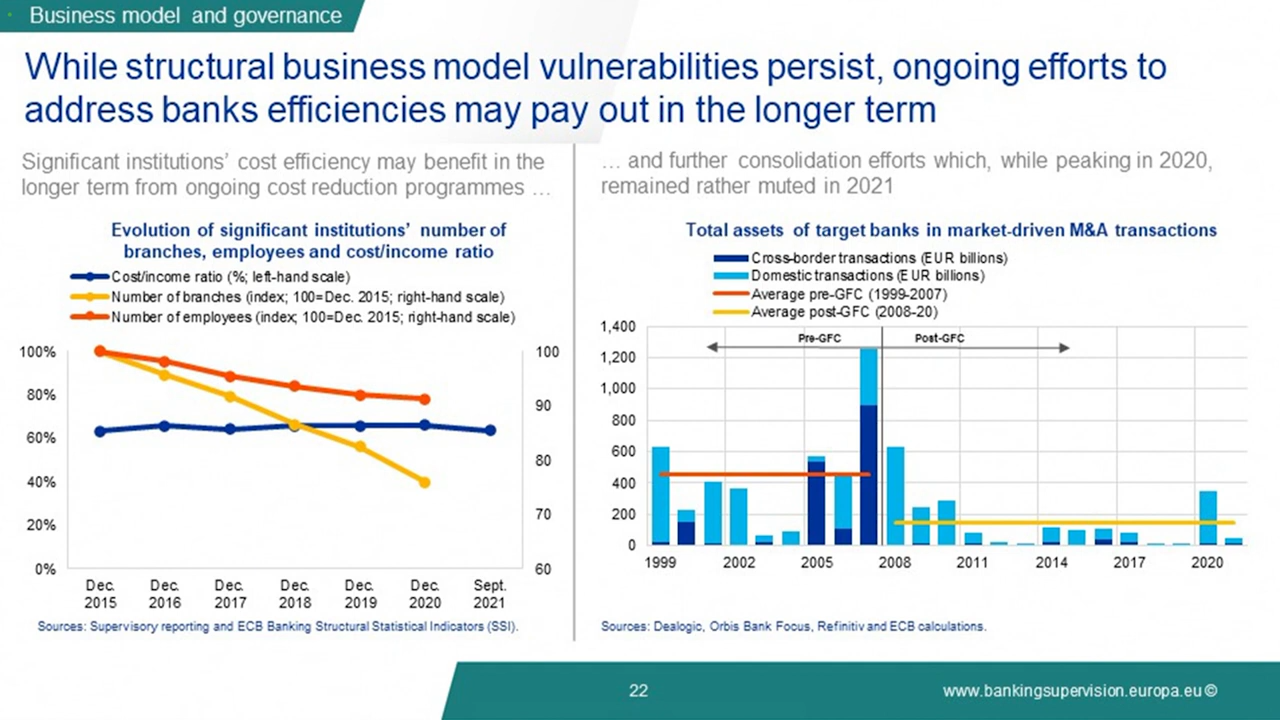 Business model and governance
While structural business model vulnerabilities persist, ongoing efforts to
address banks efficiencies may pay out in the longer term
Significant institutions’ cost efficiency may benefit in the
longer term from ongoing cost reduction programmes …
Evolution of significant institutions’ number of
branches, employees and cost/income ratio
Cost/income ratio (%; left-hand scale)
Number of branches (index; 100=Dec. 2015; right-hand scale)
Number of employees (index; 100=Dec. 2015; right-hand scale)
100%
80%
60%
40%
20%
0%
100
90
80
70
60
Dec. 2015
Dec. 2016
Dec. 2017
Dec. 2018
Dec. 2019
Dec. 2020
Sept. 2021
Sources: Supervisory reporting and ECB Banking Structural Statistical Indicators (SSI).
… and further consolidation efforts which, while peaking in 2020,
remained rather muted in 2021
Total assets of target banks in market-driven M&A transactions
Cross-border transactions (EUR billions)
Domestic transactions (EUR billions)
Average pre-GFC (1999-2007)
Average post-GFC (2008-20)
Pre-GFC
Post-GFC
1,400
1,200
1,000
800
600
400
200
0
1999 2002 2005 2008 2011 2014 2017 2020
Sources: Dealogic, Orbis Bank Focus, Refinitiv and ECB calculations.
22
www.bankingsupervision.europa.eu ©